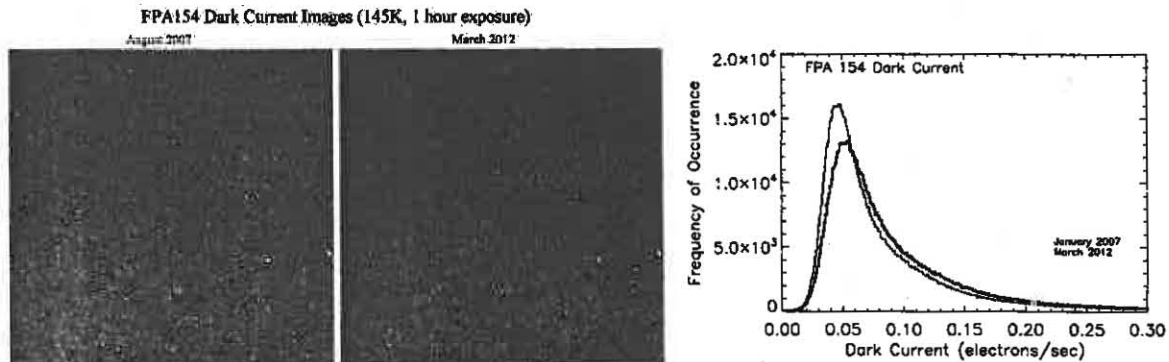 FPA154 Dark Current Images (145K, 1 hour exposure)
August 2007
March 2012
FPA 154 Dark Current
Frequency of Occurrence
2.0×10⁴
1.5×10⁴
1.0×10⁴
5.0×10³
0
January 2007
March 2012
0.00 0.05 0.10 0.15 0.20 0.25 0.30
Dark Current (electrons/sec)